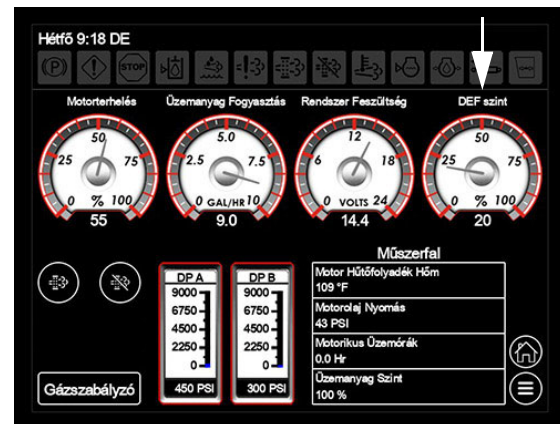 Hétfő 9:18 DE
(P) STOP
Motorterhelés Üzemanyag Fogyasztás Rendszer Feszültség DEF szint
50 5.0 12 50
25 75 2.5 7.5 6 18 25 75
0 % 100 0 GAL/HR 10 0 VOLTS 24 0 % 100
55 9.0 14.4 20
Műszerfal
DP A DP B
9000 9000
6750 6750
4500 4500
2250 2250
0 0
450 PSI 300 PSI
Motor Hűtőfolyadék Hőm
109 °F
Motorolaj Nyomás
43 PSI
Motorikus Üzemórák
0.0 Hr
Üzemanyag Szint
100 %
Gázszabályzó